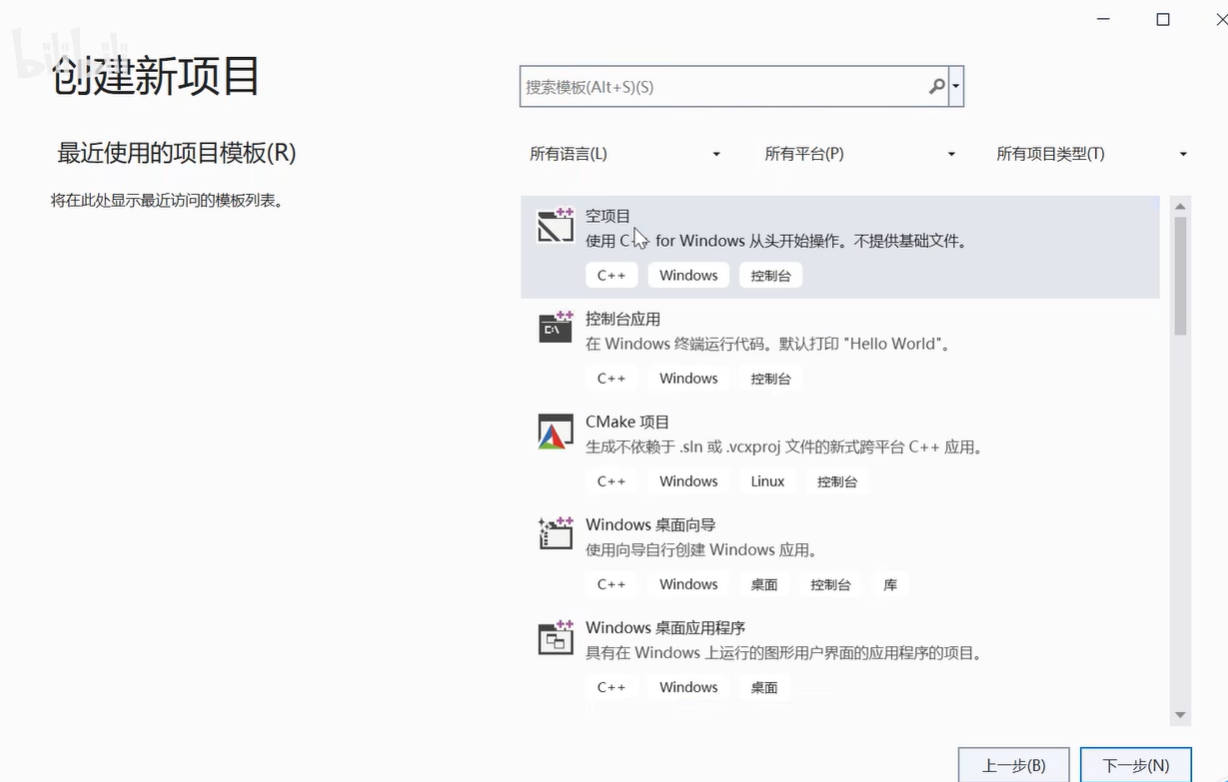 bilibili
创建新项目
搜索模板(Alt+S)(S)
最近使用的项目模板(R)
所有语言(L) 所有平台(P) 所有项目类型(T)
将在此处显示最近访问的模板列表。
空项目
使用 C++ for Windows 从头开始操作。不提供基础文件。
C++ Windows 控制台
控制台应用
在 Windows 终端运行代码。默认打印 "Hello World"。
C++ Windows 控制台
CMake 项目
生成不依赖于 .sln 或 .vcxproj 文件的新式跨平台 C++ 应用。
C++ Windows Linux 控制台
Windows 桌面向导
使用向导自行创建 Windows 应用。
C++ Windows 桌面 控制台 库
Windows 桌面应用程序
具有在 Windows 上运行的图形用户界面的应用程序的项目。
C++ Windows 桌面
上一步(B) 下一步(N)